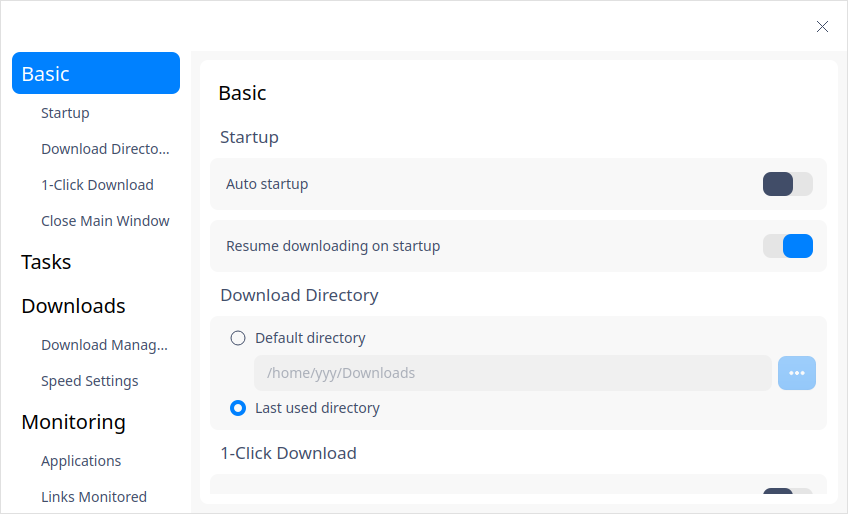 Basic
Startup
Download Directo...
1-Click Download
Close Main Window
Tasks
Downloads
Download Manag...
Speed Settings
Monitoring
Applications
Links Monitored
Basic
Startup
Auto startup
Resume downloading on startup
Download Directory
Default directory
/home/yyy/Downloads
Last used directory
1-Click Download